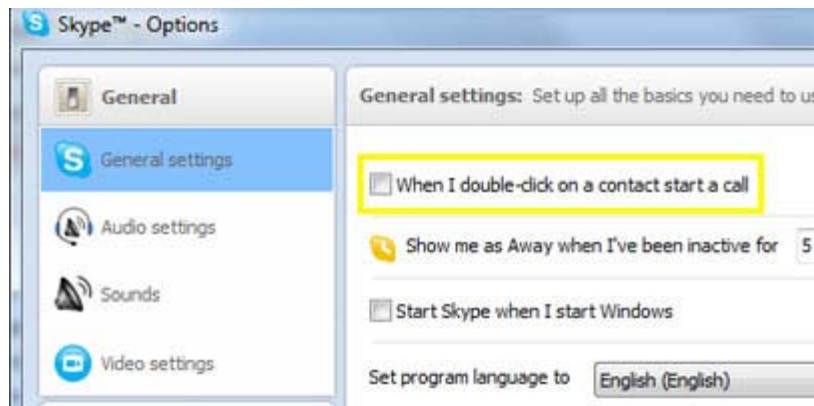 Skype™ - Options
General
General settings: Set up all the basics you need to
General settings
When I double-click on a contact start a call
Audio settings
Show me as Away when I've been inactive for 5
Sounds
Start Skype when I start Windows
Video settings
Set program language to English (English)